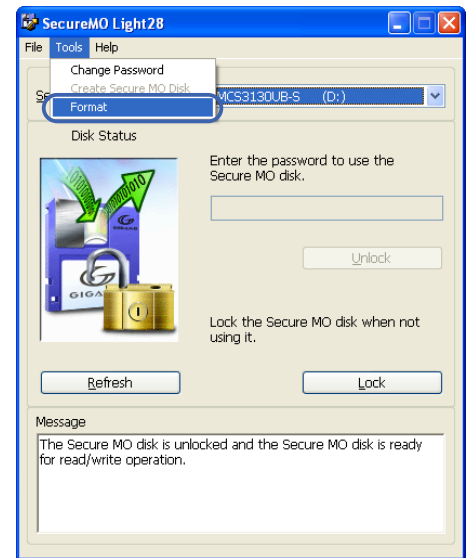 SecureMO Light28
File Tools Help
Change Password
Create Secure MO Disk
Format
MCS3130UB-S (D:)
Disk Status
Enter the password to use the
Secure MO disk.
Unlock
Lock the Secure MO disk when not
using it.
Refresh
Lock
Message
The Secure MO disk is unlocked and the Secure MO disk is ready
for read/write operation.